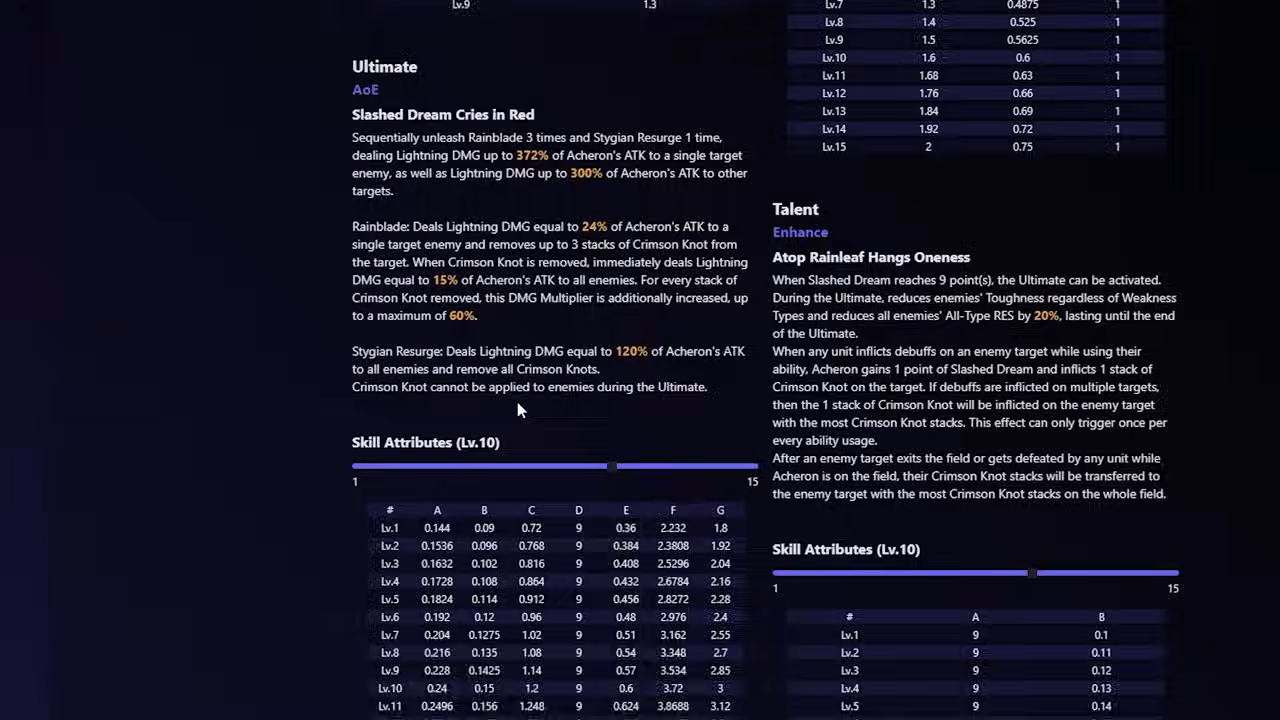 Lv.9 1.3
Ultimate
AoE
Slashed Dream Cries in Red
Sequentially unleash Rainblade 3 times and Stygian Resurge 1 time,
dealing Lightning DMG up to 372% of Acheron's ATK to a single target
enemy, as well as Lightning DMG up to 300% of Acheron's ATK to other
targets.
Rainblade: Deals Lightning DMG equal to 24% of Acheron's ATK to a
single target enemy and removes up to 3 stacks of Crimson Knot from
the target. When Crimson Knot is removed, immediately deals Lightning
DMG equal to 15% of Acheron's ATK to all enemies. For every stack of
Crimson Knot removed, this DMG Multiplier is additionally increased, up
to a maximum of 60%.
Stygian Resurge: Deals Lightning DMG equal to 120% of Acheron's ATK
to all enemies and remove all Crimson Knots.
Crimson Knot cannot be applied to enemies during the Ultimate.
Skill Attributes (Lv.10)
1 15
# A B C D E F G
Lv.1 0.144 0.09 0.72 9 0.36 2.232 1.8
Lv.2 0.1536 0.096 0.768 9 0.384 2.3808 1.92
Lv.3 0.1632 0.102 0.816 9 0.408 2.5296 2.04
Lv.4 0.1728 0.108 0.864 9 0.432 2.6784 2.16
Lv.5 0.1824 0.114 0.912 9 0.456 2.8272 2.28
Lv.6 0.192 0.12 0.96 9 0.48 2.976 2.4
Lv.7 0.204 0.1275 1.02 9 0.51 3.162 2.55
Lv.8 0.216 0.135 1.08 9 0.54 3.348 2.7
Lv.9 0.228 0.1425 1.14 9 0.57 3.534 2.85
Lv.10 0.24 0.15 1.2 9 0.6 3.72 3
Lv.11 0.2496 0.156 1.248 9 0.624 3.8688 3.12
Lv.7 1.3 0.4875 1
Lv.8 1.4 0.525 1
Lv.9 1.5 0.5625 1
Lv.10 1.6 0.6 1
Lv.11 1.68 0.63 1
Lv.12 1.76 0.66 1
Lv.13 1.84 0.69 1
Lv.14 1.92 0.72 1
Lv.15 2 0.75 1
Talent
Enhance
Atop Rainleaf Hangs Oneness
When Slashed Dream reaches 9 point(s), the Ultimate can be activated.
During the Ultimate, reduces enemies' Toughness regardless of Weakness
Types and reduces all enemies' All-Type RES by 20%, lasting until the end
of the Ultimate.
When any unit inflicts debuffs on an enemy target while using their
ability, Acheron gains 1 point of Slashed Dream and inflicts 1 stack of
Crimson Knot on the target. If debuffs are inflicted on multiple targets,
then the 1 stack of Crimson Knot will be inflicted on the enemy target
with the most Crimson Knot stacks. This effect can only trigger once per
every ability usage.
After an enemy target exits the field or gets defeated by any unit while
Acheron is on the field, their Crimson Knot stacks will be transferred to
the enemy target with the most Crimson Knot stacks on the whole field.
Skill Attributes (Lv.10)
1 15
# A B
Lv.1 9 0.1
Lv.2 9 0.11
Lv.3 9 0.12
Lv.4 9 0.13
Lv.5 9 0.14